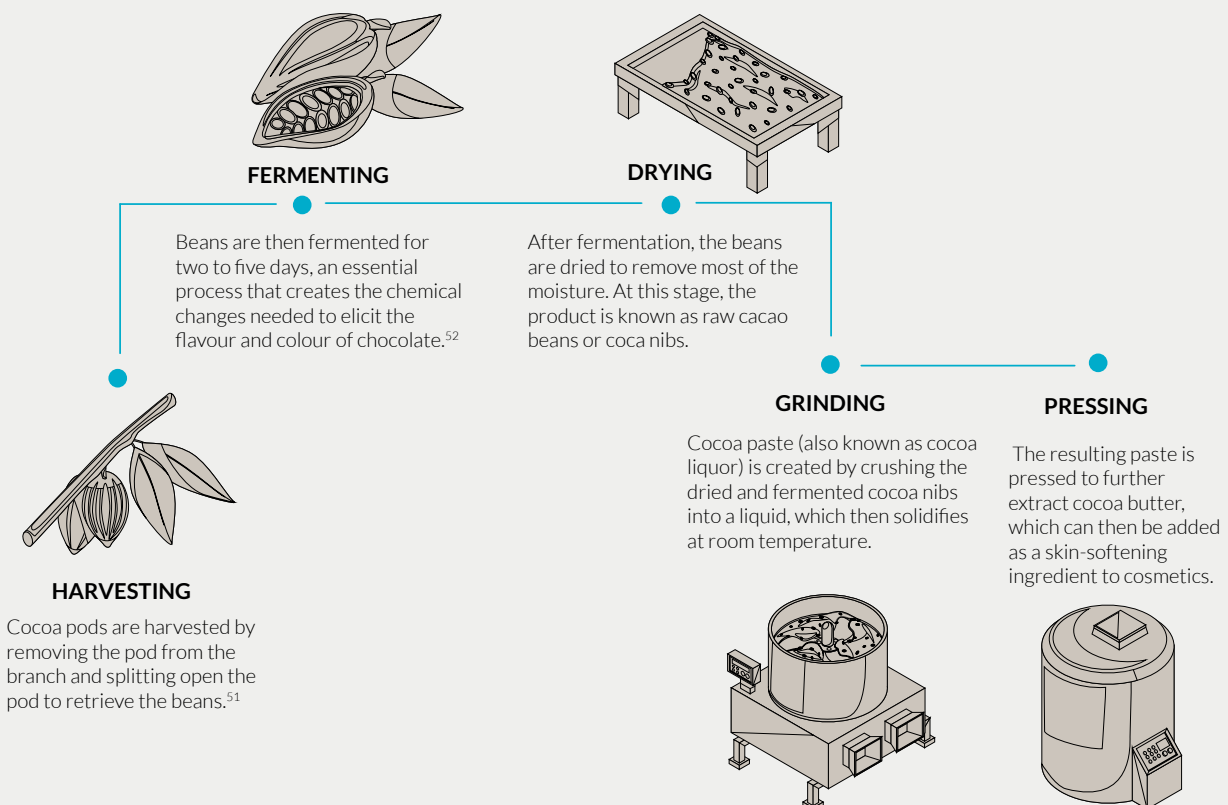 HARVESTING
Cocoa pods are harvested by
removing the pod from the
branch and splitting open the
pod to retrieve the beans.51
FERMENTING
Beans are then fermented for
two to five days, an essential
process that creates the chemical
changes needed to elicit the
flavour and colour of chocolate.52
DRYING
After fermentation, the beans
are dried to remove most of the
moisture. At this stage, the
product is known as raw cacao
beans or coca nibs.
GRINDING
Cocoa paste (also known as cocoa
liquor) is created by crushing the
dried and fermented cocoa nibs
into a liquid, which then solidifies
at room temperature.
PRESSING
The resulting paste is
pressed to further
extract cocoa butter,
which can then be added
as a skin-softening
ingredient to cosmetics.